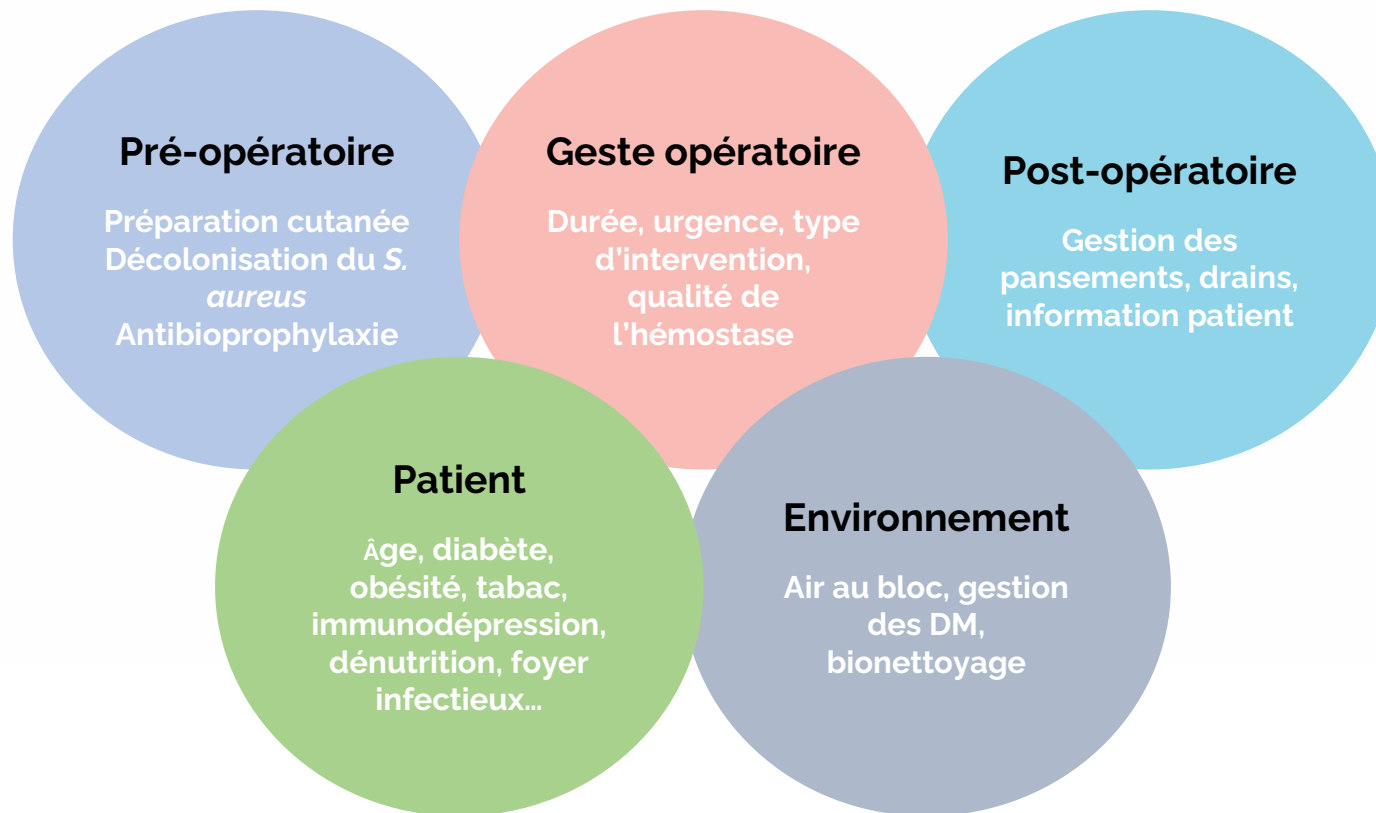 Pré-opératoire
Préparation cutanée
Décolonisation du S.
aureus
Antibioprophylaxie
Geste opératoire
Durée, urgence, type
d'intervention,
qualité de
l'hémostase
Post-opératoire
Gestion des
pansements, drains,
information patient
Patient
Âge, diabète,
obésité, tabac,
immunodépression,
dénutrition, foyer
infectieux...
Environnement
Air au bloc, gestion
des DM,
bionettoyage